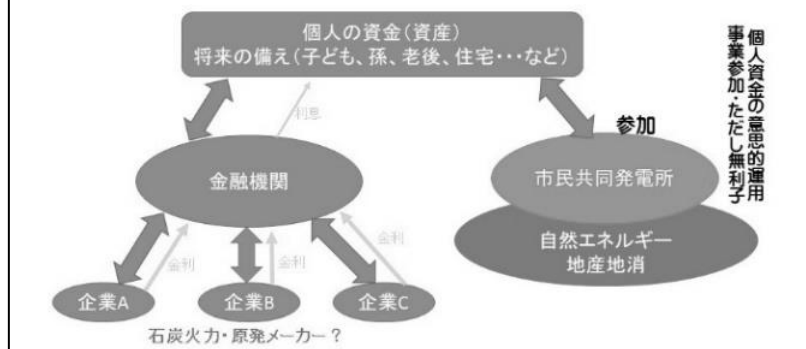 個人の資金(資産)
将来の備え(子ども、孫、老後、住宅・・・など)
個人資金の意思的運用
事業参加・ただし無利子
利息
参加
金融機関
市民共同発電所
自然エネルギー
地産地消
金利
金利
金利
企業A
企業B
企業C
石炭火力・原発メーカー?